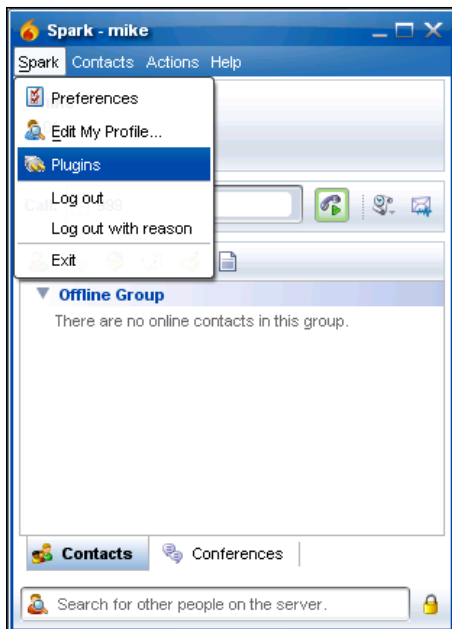 Spark - mike
Spark Contacts Actions Help
Preferences
Edit My Profile...
Plugins
Log out
Log out with reason
Exit
Offline Group
There are no online contacts in this group.
Contacts Conferences
Search for other people on the server.